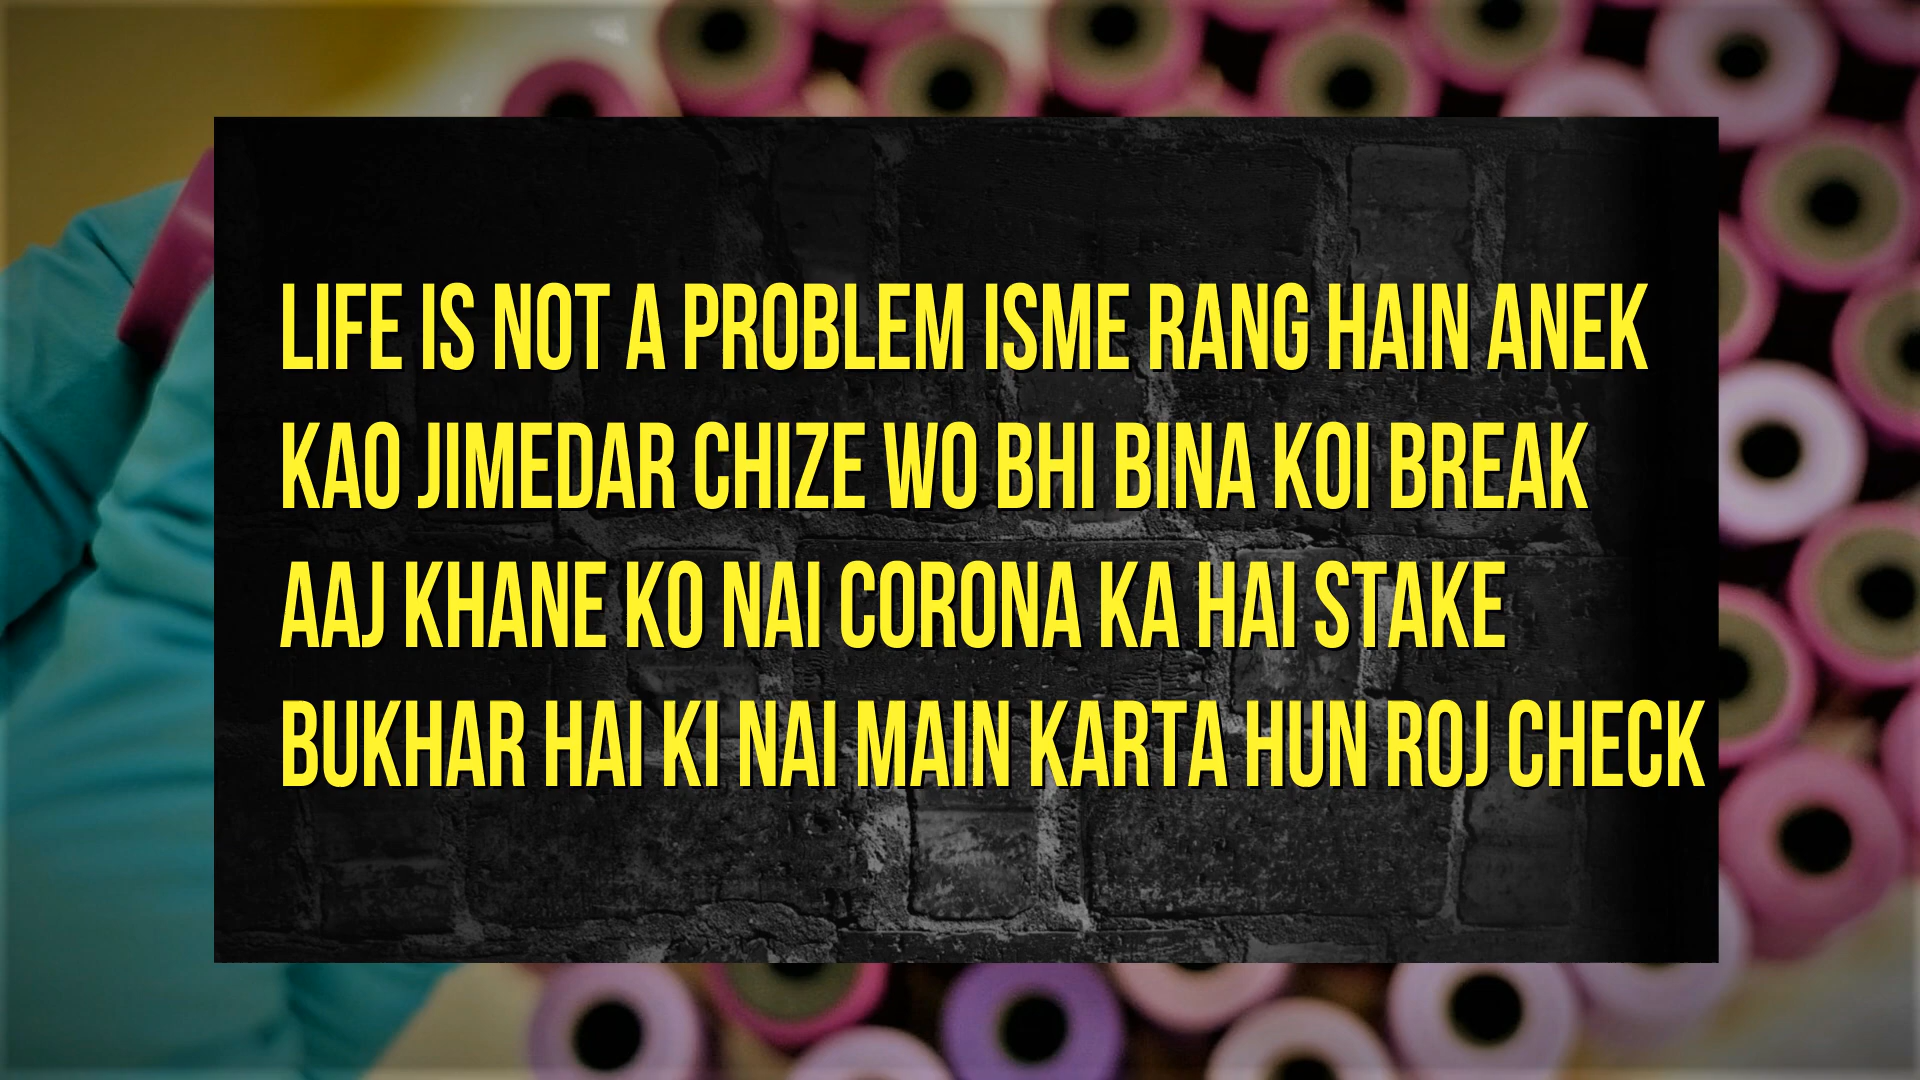 LIFE IS NOT A PROBLEM ISME RANG HAIN ANEK
KAO JIMEDAR CHIZE WO BHI BINA KOI BREAK
AAJ KHANE KO NAI CORONA KA HAI STAKE
BUKHAR HAI KI NAI MAIN KARTA HUN ROJ CHECK